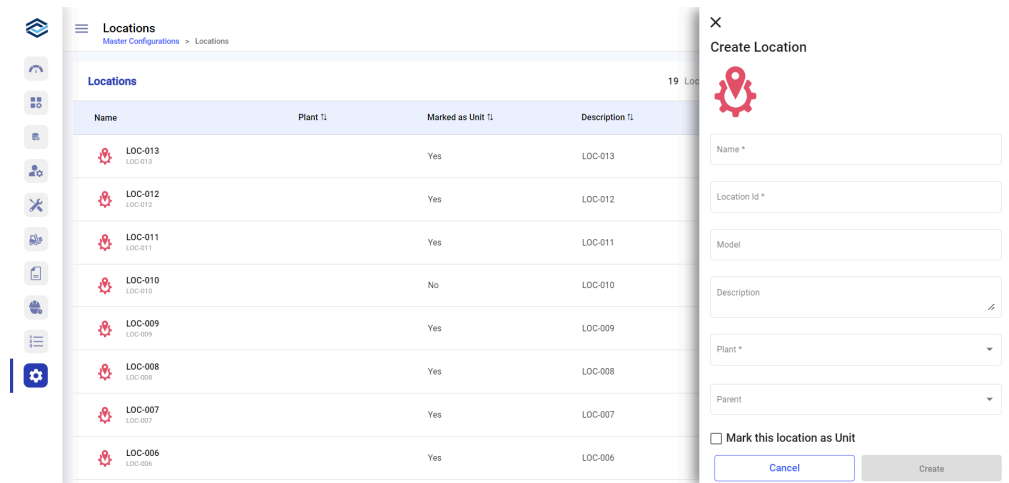 Locations
Master Configurations > Locations
Locations
19 Loc
Name Plant Marked as Unit Description
LOC-013
LOC-013
Yes
LOC-013
LOC-012
LOC-012
Yes
LOC-012
LOC-011
LOC-011
Yes
LOC-011
LOC-010
LOC-010
No
LOC-010
LOC-009
LOC-009
Yes
LOC-009
LOC-008
LOC-008
Yes
LOC-008
LOC-007
LOC-007
Yes
LOC-007
LOC-006
LOC-006
Yes
LOC-006
Create Location
Name *
Location Id *
Model
Description
Plant *
Parent
Mark this location as Unit
Cancel
Create